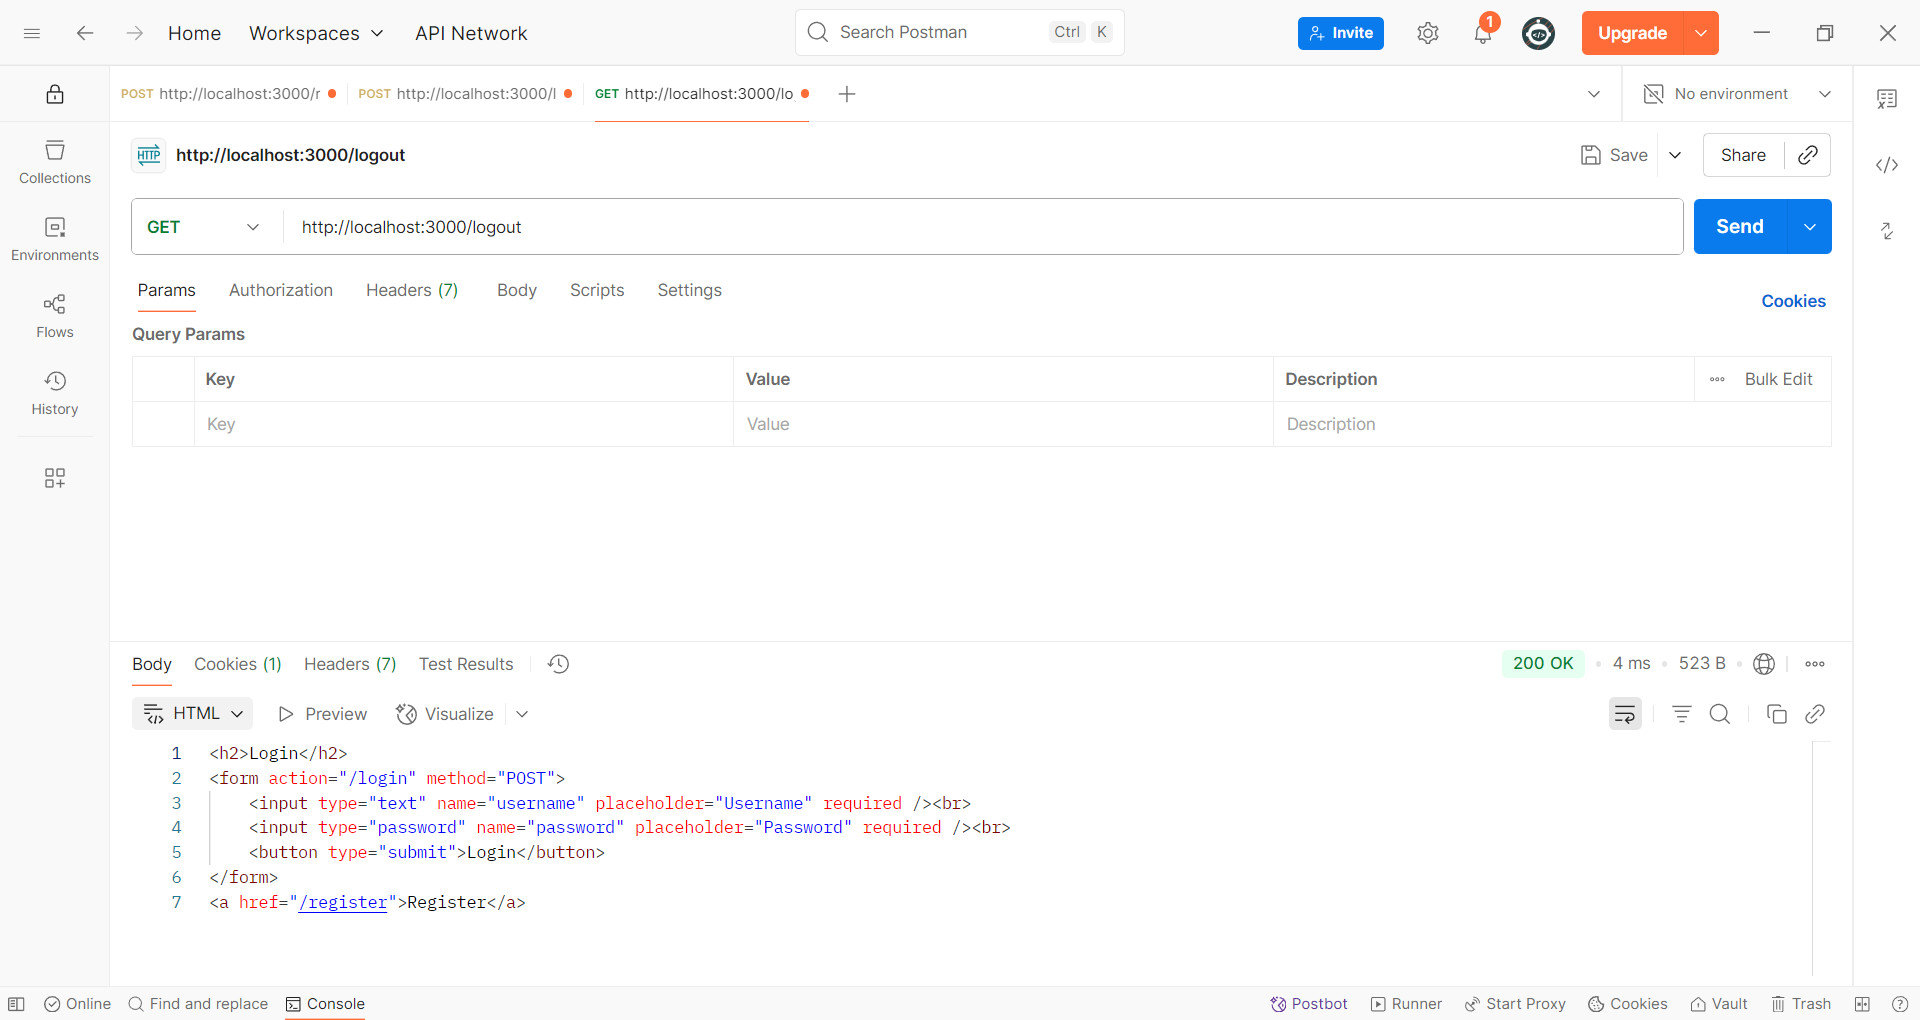 Home Workspaces API Network Search Postman Ctrl K Invite 1 Upgrade
POST http://localhost:3000/r POST http://localhost:3000/l GET http://localhost:3000/lo No environment
HTTP http://localhost:3000/logout Save Share
Collections
Environments
Flows
History
GET http://localhost:3000/logout Send
Params Authorization Headers (7) Body Scripts Settings Cookies
Query Params
Key Value Description Bulk Edit
Key Value Description
Body Cookies (1) Headers (7) Test Results 200 OK 4 ms 523 B
HTML Preview Visualize
1 <h2>Login</h2>
2 <form action="/login" method="POST">
3 <input type="text" name="username" placeholder="Username" required /><br>
4 <input type="password" name="password" placeholder="Password" required /><br>
5 <button type="submit">Login</button>
6 </form>
7 <a href="/register">Register</a>
Online Find and replace Console Postbot Runner Start Proxy Cookies Vault Trash